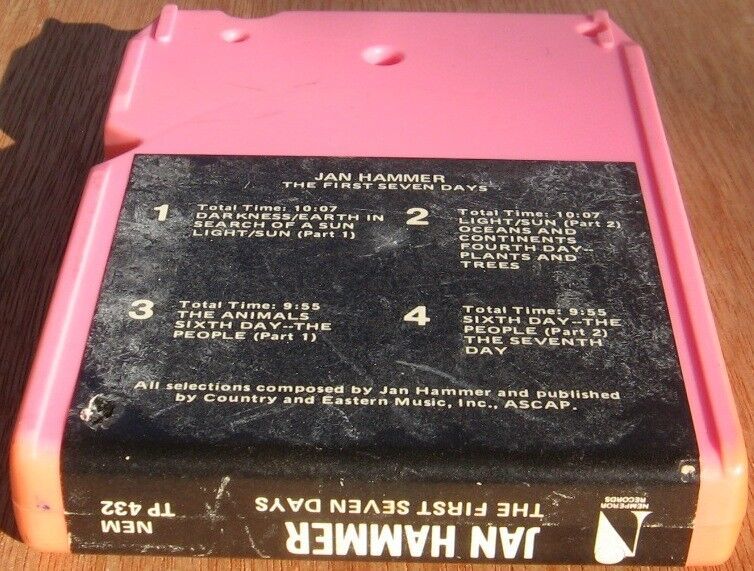 JAN HAMMER
THE FIRST SEVEN DAYS
1
Total Time: 10:07
DARKNESS/EARTH IN
SEARCH OF A SUN
LIGHT/SUN (Part 1)
2
Total Time: 10:07
LIGHT/SUN (Part 2)
OCEANS AND
CONTINENTS
FOURTH DAY--
PLANTS AND
TREES
3
Total Time: 9:55
THE ANIMALS
SIXTH DAY--THE
PEOPLE (Part 1)
4
Total Time: 9:55
SIXTH DAY--THE
PEOPLE (Part 2)
THE SEVENTH
DAY
All selections composed by Jan Hammer and published
by Country and Eastern Music, Inc., ASCAP.
NEMPEROR
RECORDS
JAN HAMMER
THE FIRST SEVEN DAYS
NEM
TP 432